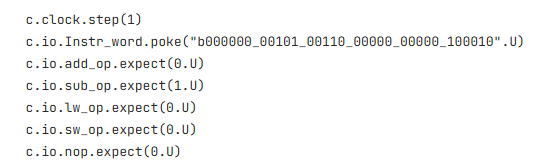 c.clock.step(1)
c.io.Instr_word.poke("b000000_00101_00110_00000_00000_100010".U)
c.io.add_op.expect(0.U)
c.io.sub_op.expect(1.U)
c.io.lw_op.expect(0.U)
c.io.sw_op.expect(0.U)
c.io.nop.expect(0.U)